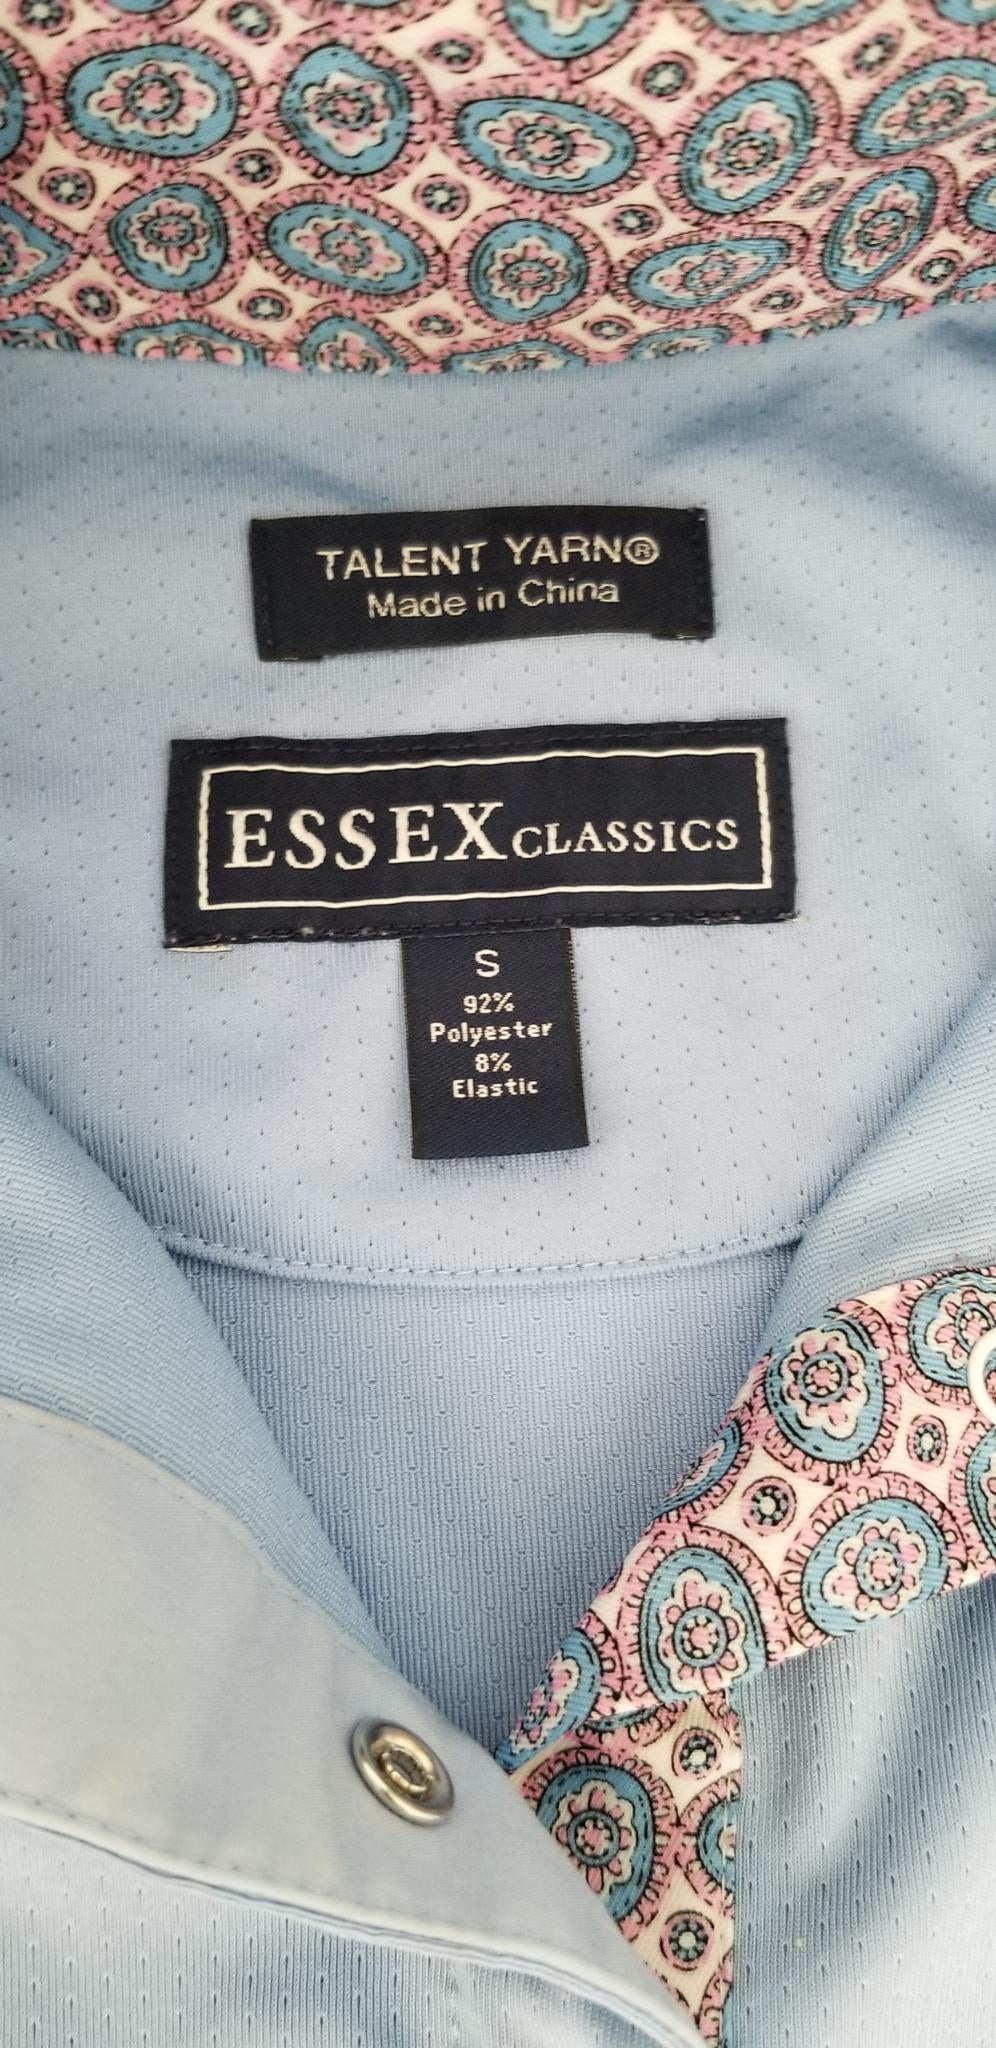 TALENT YARN®
Made in China
ESSEX CLASSICS
S
92%
Polyester
8%
Elastic